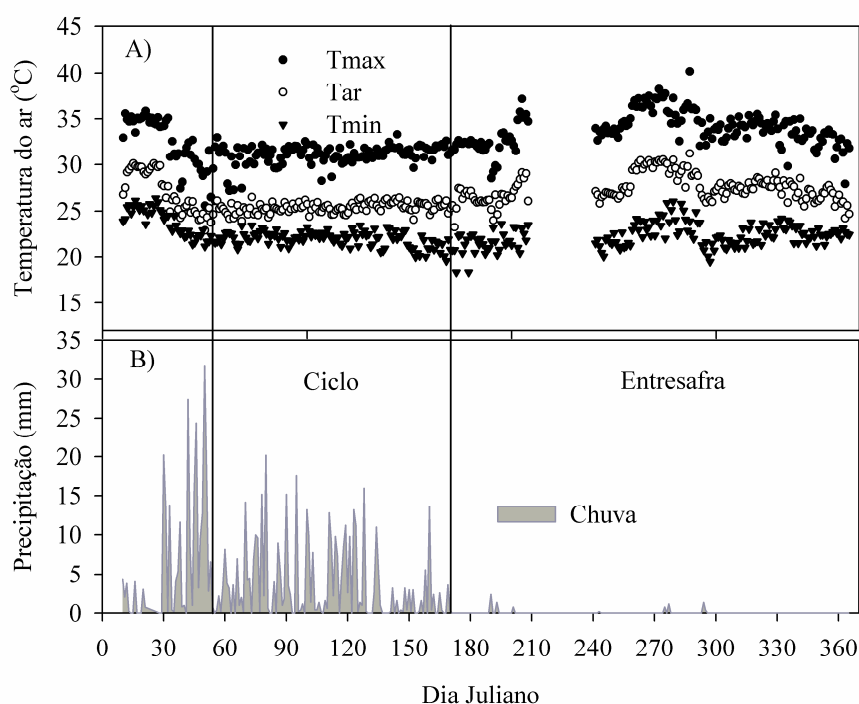 45
40
35
30
25
20
15
Temperatura do ar (°C)
A)
Tmax
Tar
Tmin
35
30
25
20
15
10
5
0
Precipitação (mm)
B)
Ciclo
Entresafra
Chuva
0 30 60 90 120 150 180 210 240 270 300 330 360
Dia Juliano